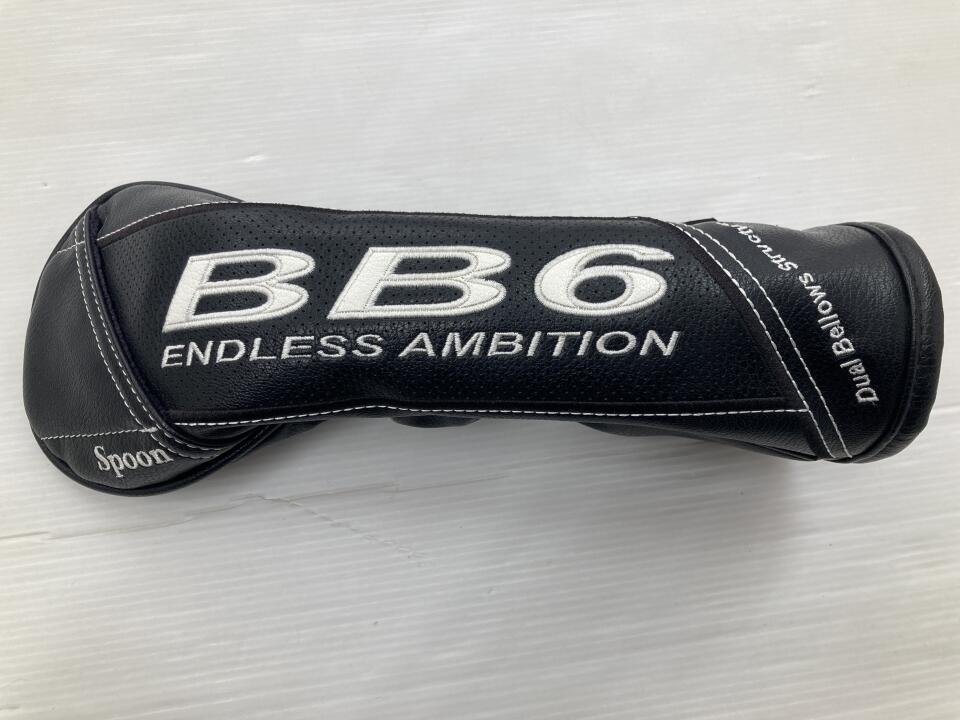 BB6
ENDLESS AMBITION
Spoon
Dual Bellows